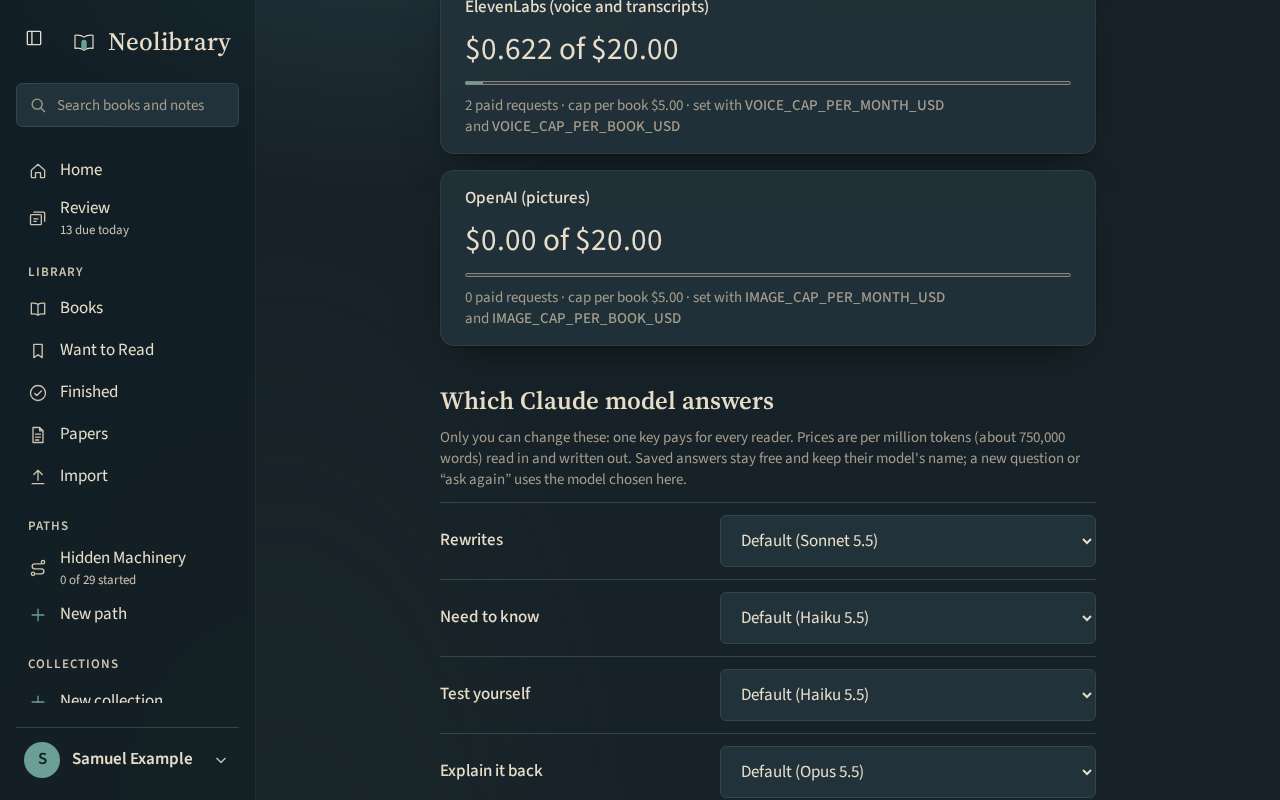 Neolibrary
Search books and notes
Home
Review
13 due today
LIBRARY
Books
Want to Read
Finished
Papers
Import
PATHS
Hidden Machinery
0 of 29 started
New path
COLLECTIONS
New collection
S
Samuel Example
ElevenLabs (voice and transcripts)
$0.622 of $20.00
2 paid requests · cap per book $5.00 · set with VOICE_CAP_PER_MONTH_USD
and VOICE_CAP_PER_BOOK_USD
OpenAI (pictures)
$0.00 of $20.00
0 paid requests · cap per book $5.00 · set with IMAGE_CAP_PER_MONTH_USD
and IMAGE_CAP_PER_BOOK_USD
Which Claude model answers
Only you can change these: one key pays for every reader. Prices are per million tokens (about 750,000
words) read in and written out. Saved answers stay free and keep their model's name; a new question or
“ask again” uses the model chosen here.
Rewrites
Default (Sonnet 5.5)
Need to know
Default (Haiku 5.5)
Test yourself
Default (Haiku 5.5)
Explain it back
Default (Opus 5.5)